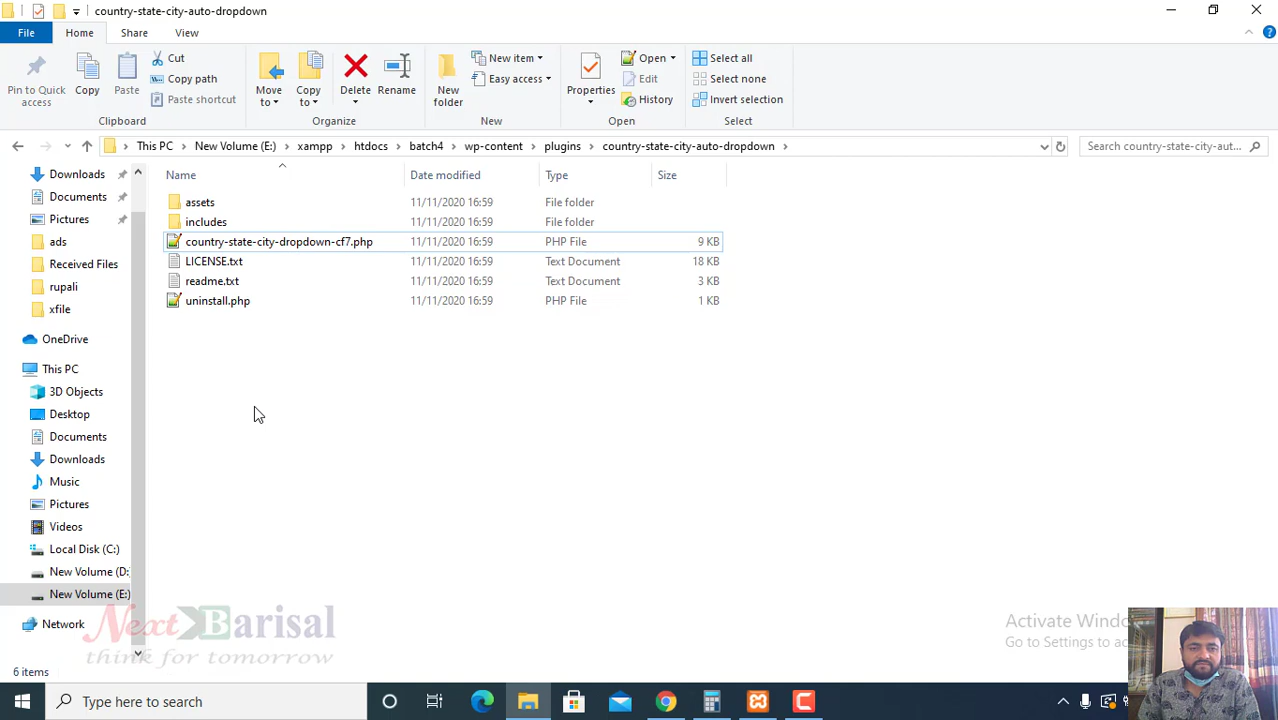 country-state-city-auto-dropdown
File Home Share View
Pin to Quick access
Copy
Paste
Cut
Copy path
Paste shortcut
Clipboard
Move to
Copy to
Delete
Rename
Organize
New folder
New item
Easy access
New
Properties
Open
Edit
History
Open
Select all
Select none
Invert selection
Select
This PC New Volume (E:) xampp htdocs batch4 wp-content plugins country-state-city-auto-dropdown
Search country-state-city-aut...
Name Date modified Type Size
assets 11/11/2020 16:59 File folder
includes 11/11/2020 16:59 File folder
country-state-city-dropdown-cf7.php 11/11/2020 16:59 PHP File 9 KB
LICENSE.txt 11/11/2020 16:59 Text Document 18 KB
readme.txt 11/11/2020 16:59 Text Document 3 KB
uninstall.php 11/11/2020 16:59 PHP File 1 KB
Downloads
Documents
Pictures
ads
Received Files
rupali
xfile
OneDrive
This PC
3D Objects
Desktop
Documents
Downloads
Music
Pictures
Videos
Local Disk (C:)
New Volume (D:
New Volume (E:)
Network
Next Barisal
think for tomorrow
Activate Windo
Go to Settings to a
6 items
Type here to search